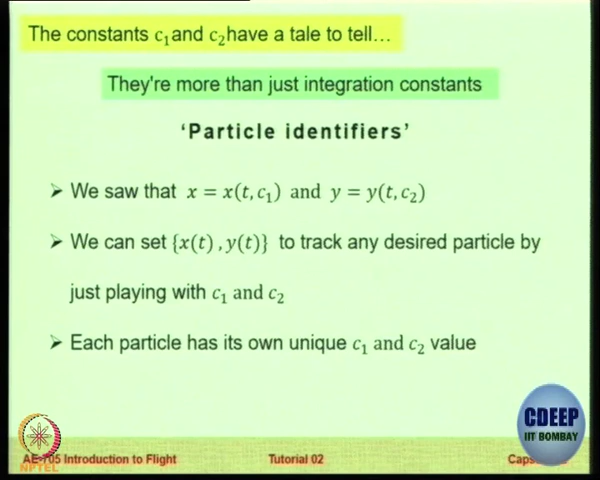 The constants c₁ and c₂ have a tale to tell…
They're more than just integration constants
‘Particle identifiers’
➢ We saw that x = x(t, c₁) and y = y(t, c₂)
➢ We can set {x(t) , y(t)} to track any desired particle by
just playing with c₁ and c₂
➢ Each particle has its own unique c₁ and c₂ value
CDEEP
IIT BOMBAY
AE-705 Introduction to Flight Tutorial 02
NPTEL